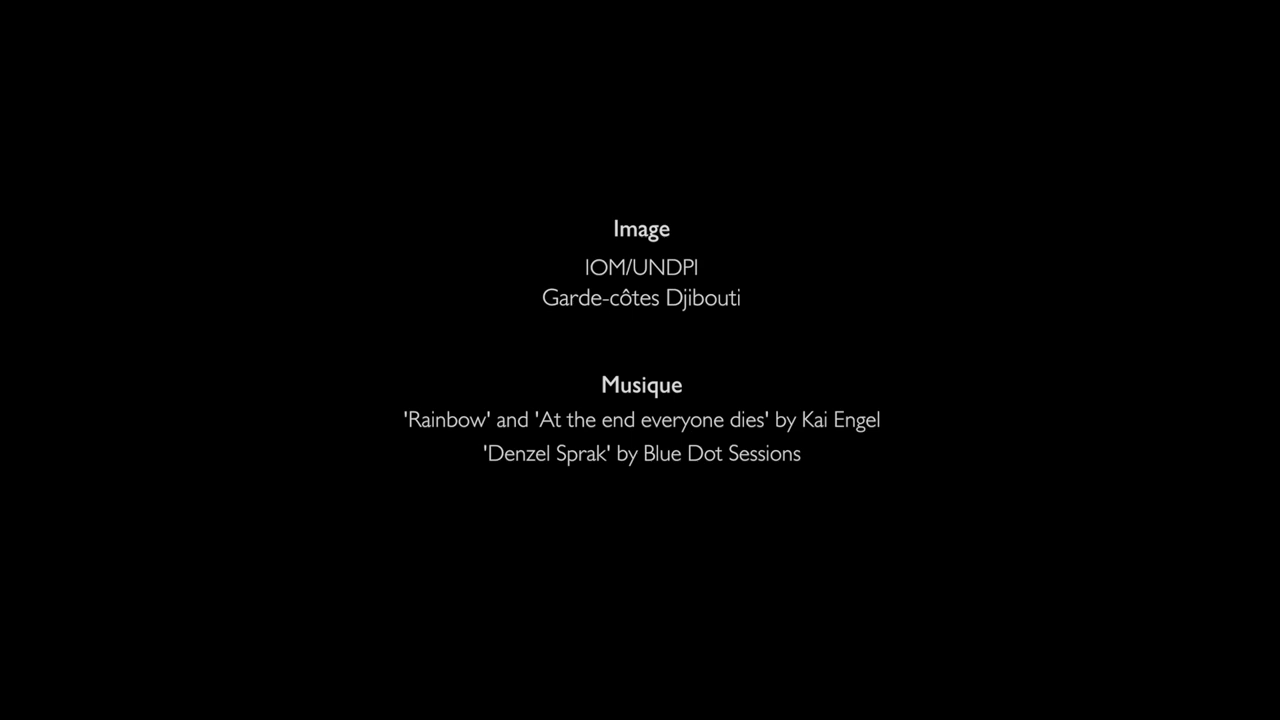 Image
IOM/UNDPI
Garde-côtes Djibouti
Musique
'Rainbow' and 'At the end everyone dies' by Kai Engel
'Denzel Sprak' by Blue Dot Sessions